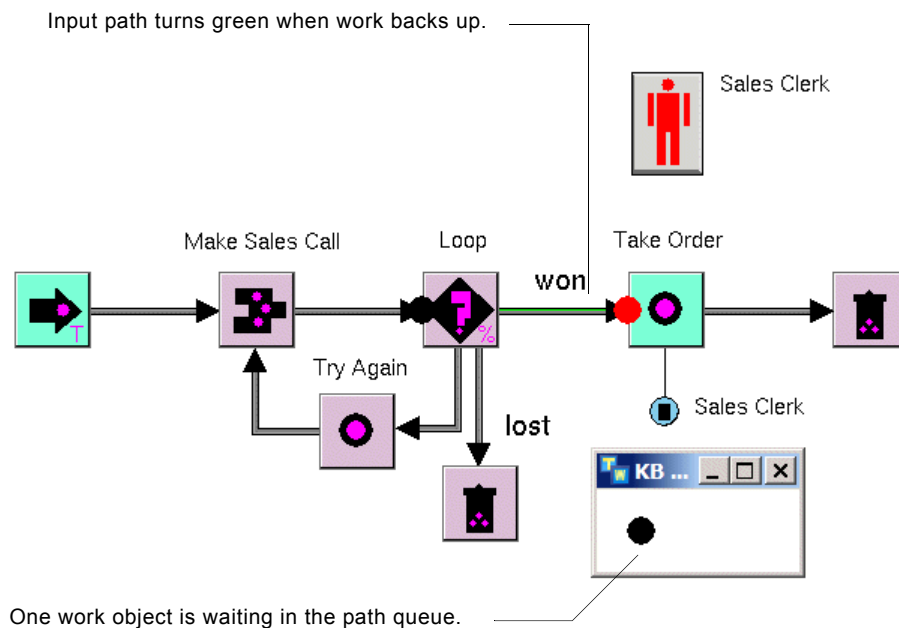 Input path turns green when work backs up.
Sales Clerk
Make Sales Call
Loop
Take Order
won
T
?
%
Try Again
lost
Sales Clerk
TW KB ...
One work object is waiting in the path queue.